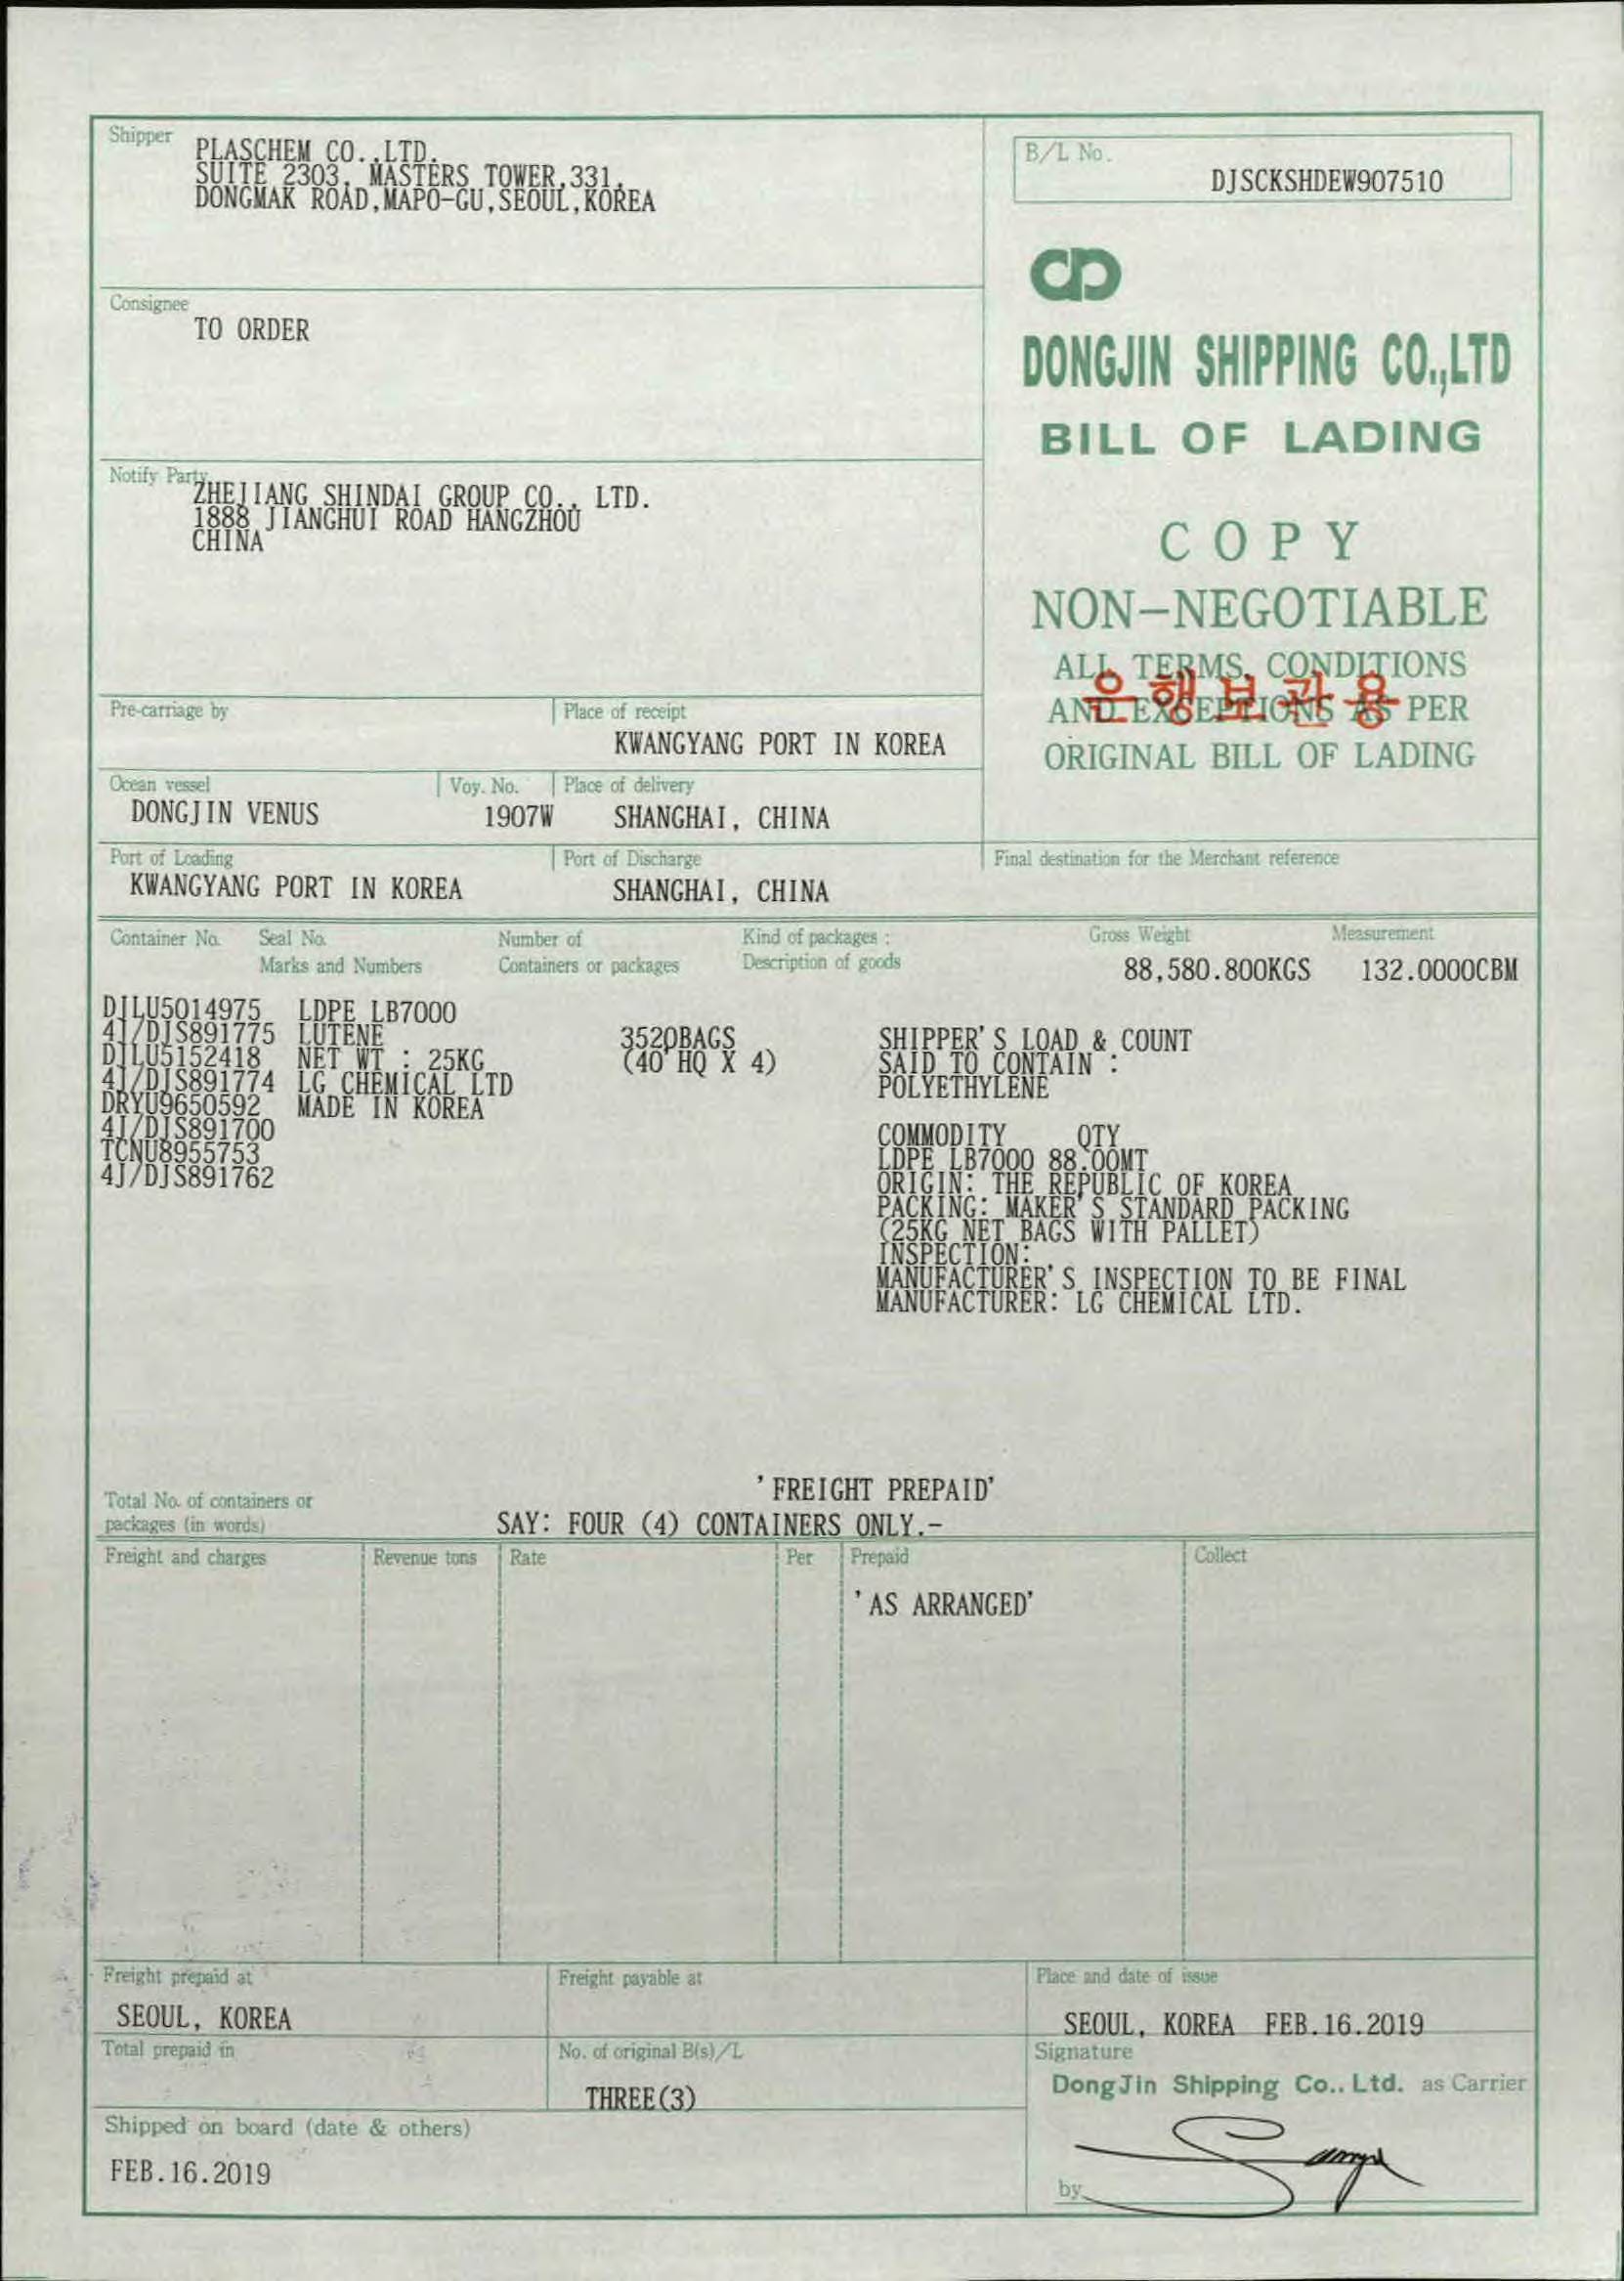 Shipper
PLASCHEM CO.,LTD.
SUITE 2303, MASTERS TOWER,331,
DONGMAK ROAD,MAPO-GU,SEOUL,KOREA
B/L No.
DJSCKSHDEW907510
Consignee
TO ORDER
DONGJIN SHIPPING CO.,LTD
BILL OF LADING
Notify Party
ZHEJIANG SHINDAI GROUP CO., LTD.
1888 JIANGHUI ROAD HANGZHOU
CHINA
COPY
NON-NEGOTIABLE
ALL TERMS, CONDITIONS
AND EXCEPTIONS AS PER
ORIGINAL BILL OF LADING
은행보관용
Pre-carriage by
Place of receipt
KWANGYANG PORT IN KOREA
Ocean vessel
Voy. No.
Place of delivery
DONGJIN VENUS
1907W
SHANGHAI, CHINA
Port of Loading
Port of Discharge
Final destination for the Merchant reference
KWANGYANG PORT IN KOREA
SHANGHAI, CHINA
Container No.
Seal No.
Marks and Numbers
Number of
Containers or packages
Kind of packages :
Description of goods
Gross Weight
Measurement
88,580.800KGS
132.0000CBM
DJLU5014975
4J/DJS891775
DJLU5152418
4J/DJS891774
DRYU9650592
4J/DJS891700
TCNU8955753
4J/DJS891762
LDPE LB7000
LUTENE
NET WT : 25KG
LG CHEMICAL LTD
MADE IN KOREA
3520BAGS
(40'HQ X 4)
SHIPPER'S LOAD & COUNT
SAID TO CONTAIN :
POLYETHYLENE
COMMODITY QTY
LDPE LB7000 88.00MT
ORIGIN: THE REPUBLIC OF KOREA
PACKING: MAKER'S STANDARD PACKING
(25KG NET BAGS WITH PALLET)
INSPECTION:
MANUFACTURER'S INSPECTION TO BE FINAL
MANUFACTURER: LG CHEMICAL LTD.
'FREIGHT PREPAID'
Total No. of containers or
packages (in words)
SAY: FOUR (4) CONTAINERS ONLY.-
Freight and charges
Revenue tons
Rate
Per
Prepaid
Collect
'AS ARRANGED'
Freight prepaid at
Freight payable at
Place and date of issue
SEOUL, KOREA
SEOUL, KOREA FEB.16.2019
Total prepaid in
No. of original B(s)/L
Signature
THREE(3)
DongJin Shipping Co.. Ltd. as Carrier
Shipped on board (date & others)
FEB.16.2019
by